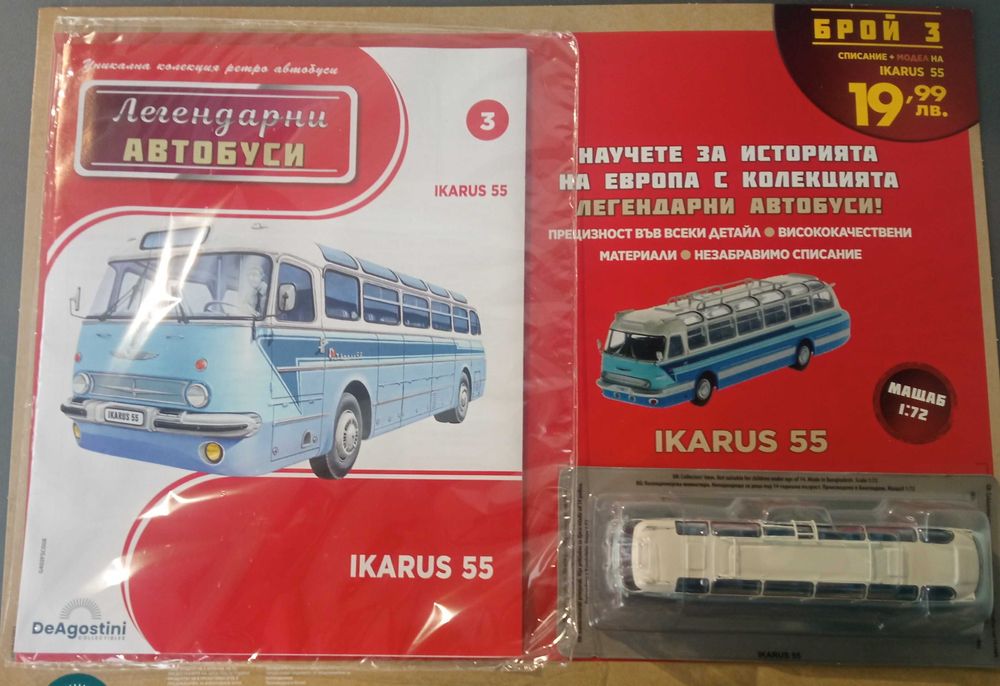 Уникална колекция ретро автобуси
Легендарни
АВТОБУСИ
3
IKARUS 55
IKARUS 55
IKARUS 55
DeAgostini
COLLECTIBLES
БРОЙ 3
СПИСАНИЕ + МОДЕЛ НА
IKARUS 55
19,99
ЛВ.
НАУЧЕТЕ ЗА ИСТОРИЯТА
НА ЕВРОПА С КОЛЕКЦИЯТА
ЛЕГЕНДАРНИ АВТОБУСИ!
ПРЕЦИЗНОСТ ВЪВ ВСЕКИ ДЕТАЙЛ ● ВИСОКОКАЧЕСТВЕНИ
МАТЕРИАЛИ ● НЕЗАБРАВИМО СПИСАНИЕ
МАЩАБ
1:72
IKARUS 55
IKARUS 55